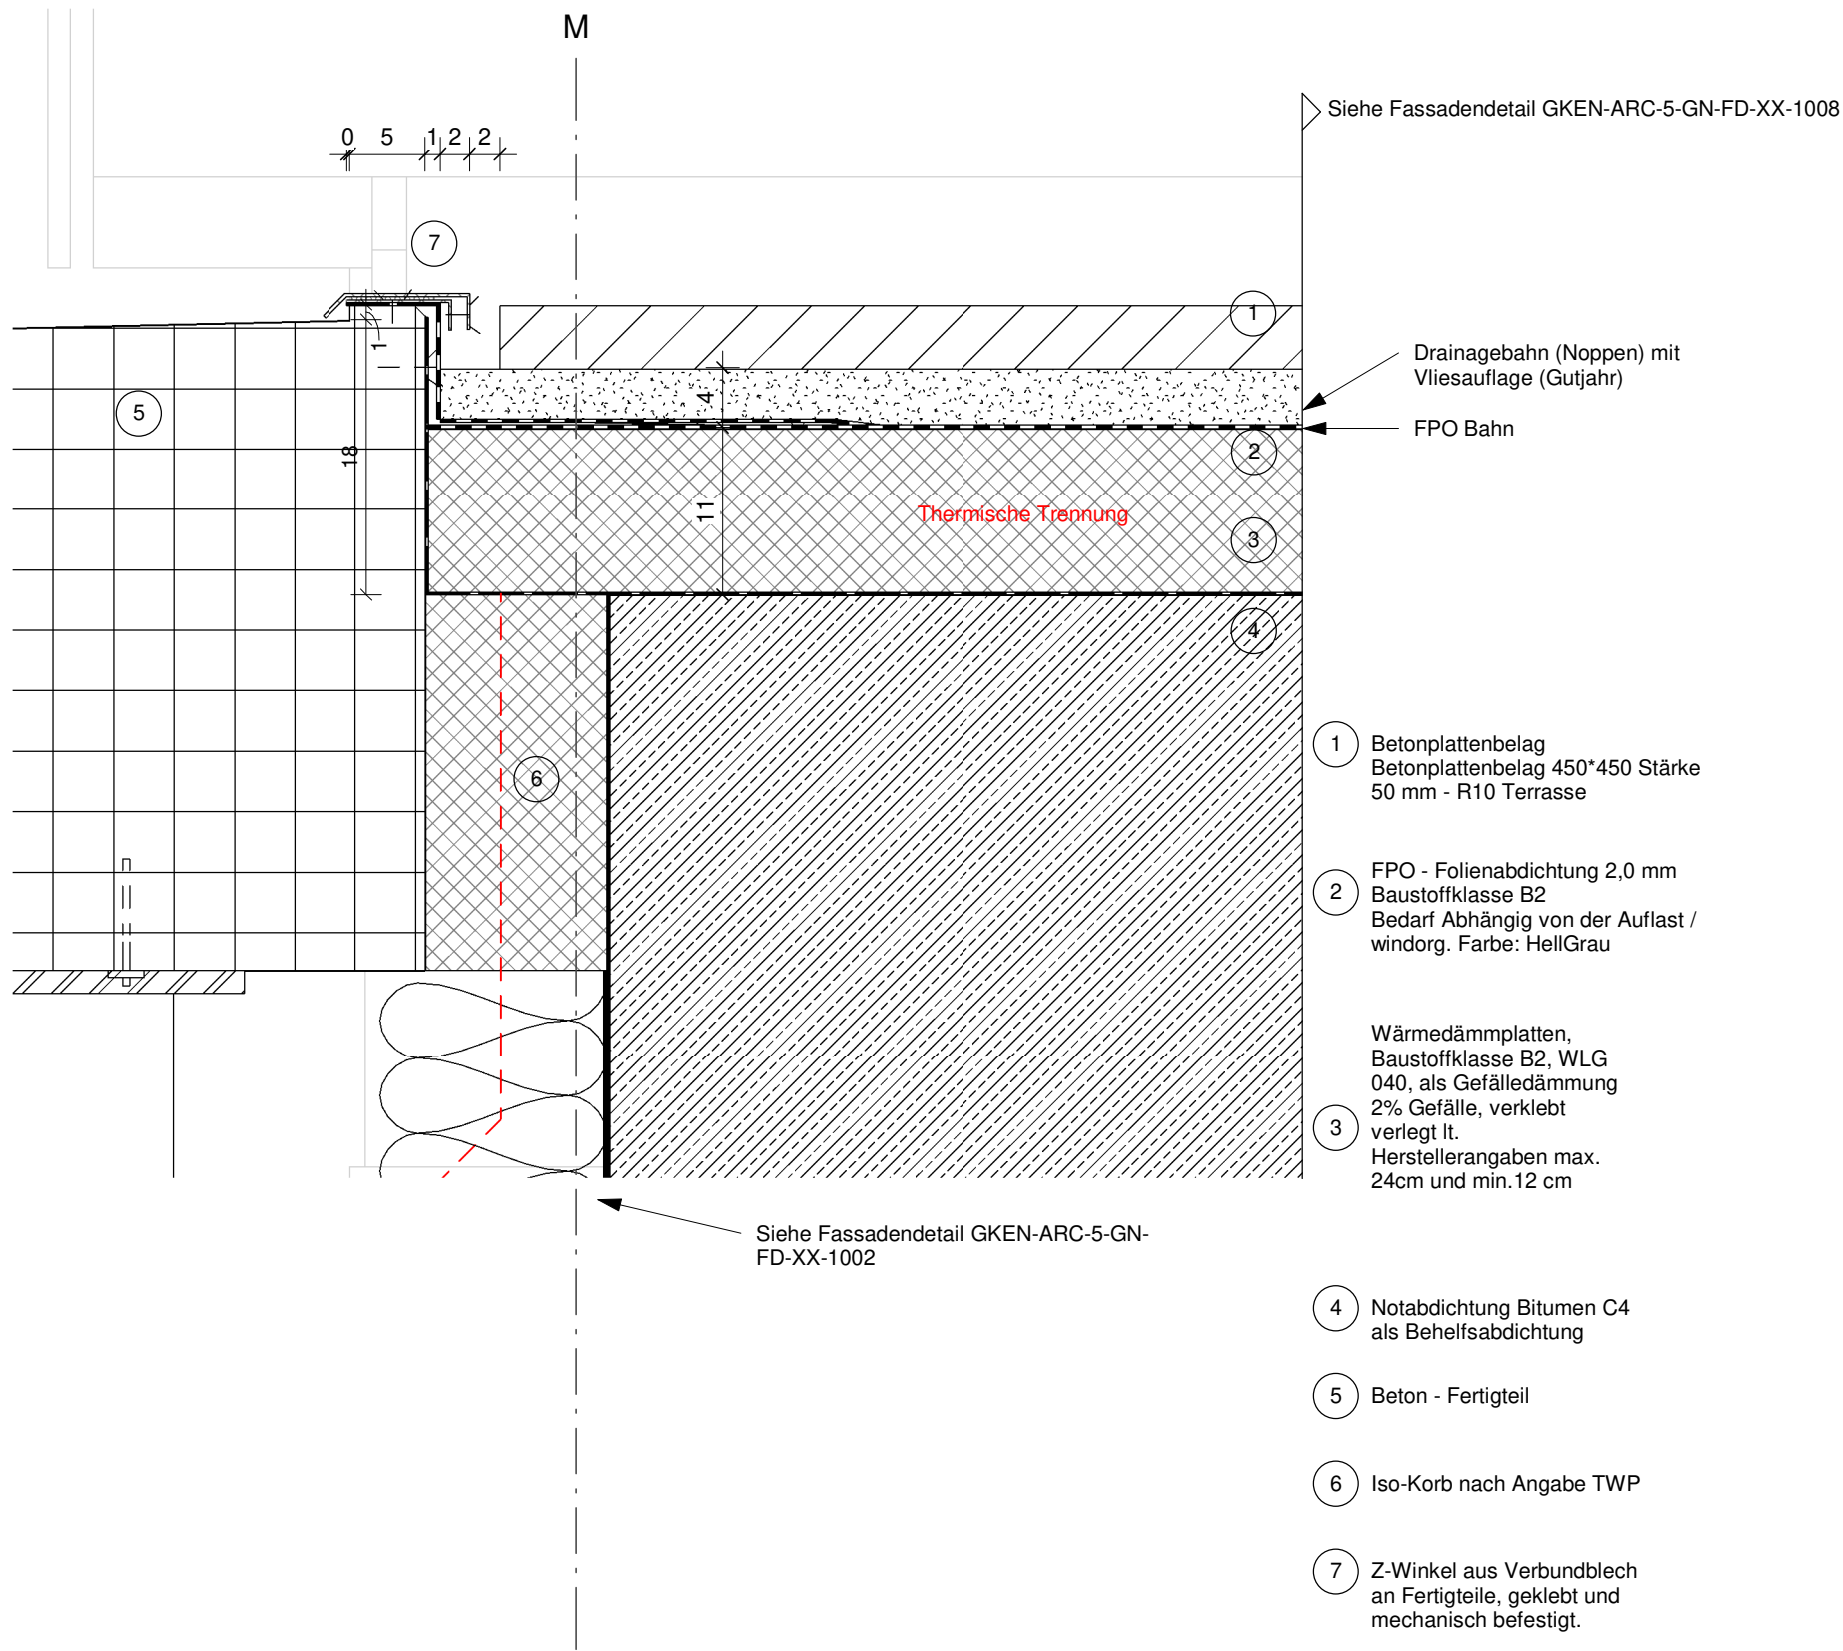 M
Siehe Fassadendetail GKEN-ARC-5-GN-FD-XX-1008
0 5 1 2 2
7
1
1
Drainagebahn (Noppen) mit
Vliesauflage (Gutjahr)
4
5
FPO Bahn
2
18
11
Thermische Trennung
3
4
6
1 Betonplattenbelag
Betonplattenbelag 450*450 Stärke
50 mm - R10 Terrasse
2 FPO - Folienabdichtung 2,0 mm
Baustoffklasse B2
Bedarf Abhängig von der Auflast /
windorg. Farbe: HellGrau
3 Wärmedämmplatten,
Baustoffklasse B2, WLG
040, als Gefälledämmung
2% Gefälle, verklebt
verlegt lt.
Herstellerangaben max.
24cm und min.12 cm
Siehe Fassadendetail GKEN-ARC-5-GN-
FD-XX-1002
4 Notabdichtung Bitumen C4
als Behelfsabdichtung
5 Beton - Fertigteil
6 Iso-Korb nach Angabe TWP
7 Z-Winkel aus Verbundblech
an Fertigteile, geklebt und
mechanisch befestigt.